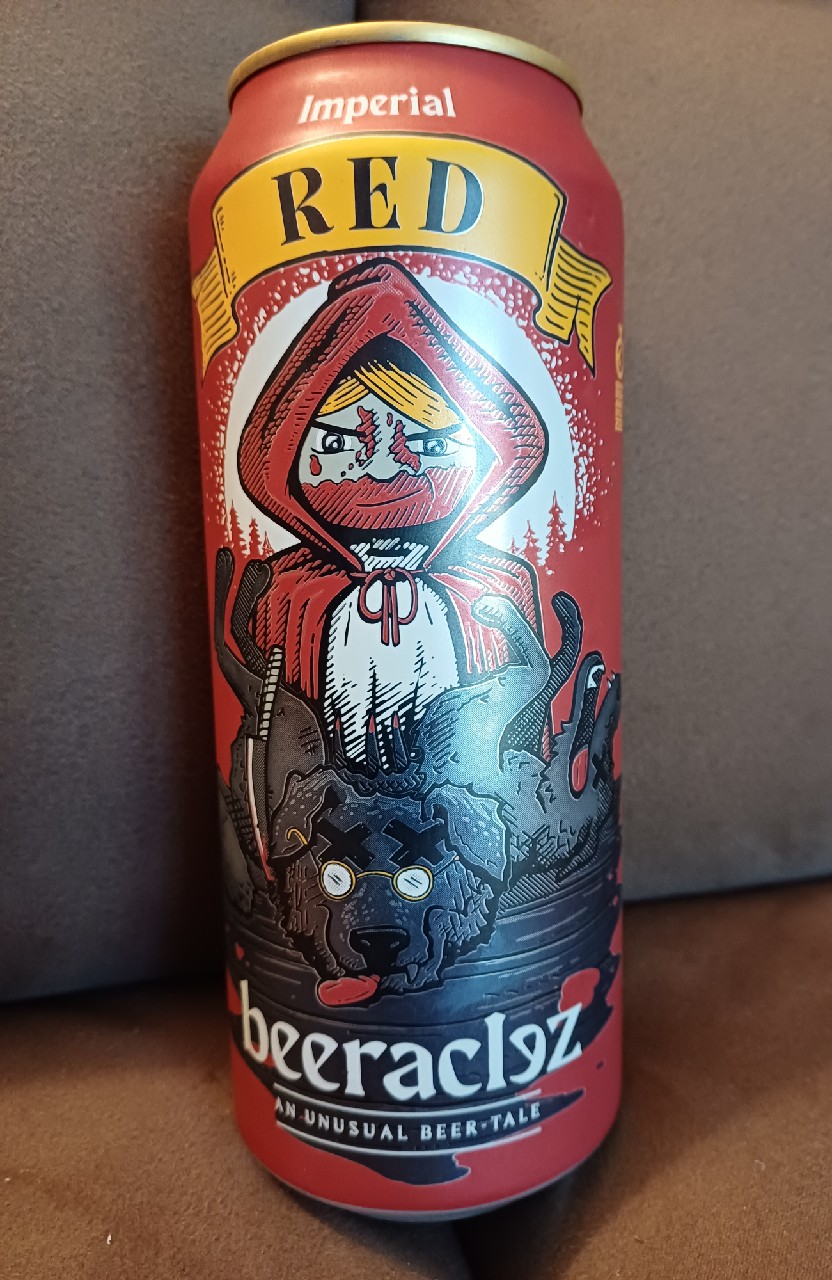 Imperial
RED
beeraclez
AN UNUSUAL BEER-TALE